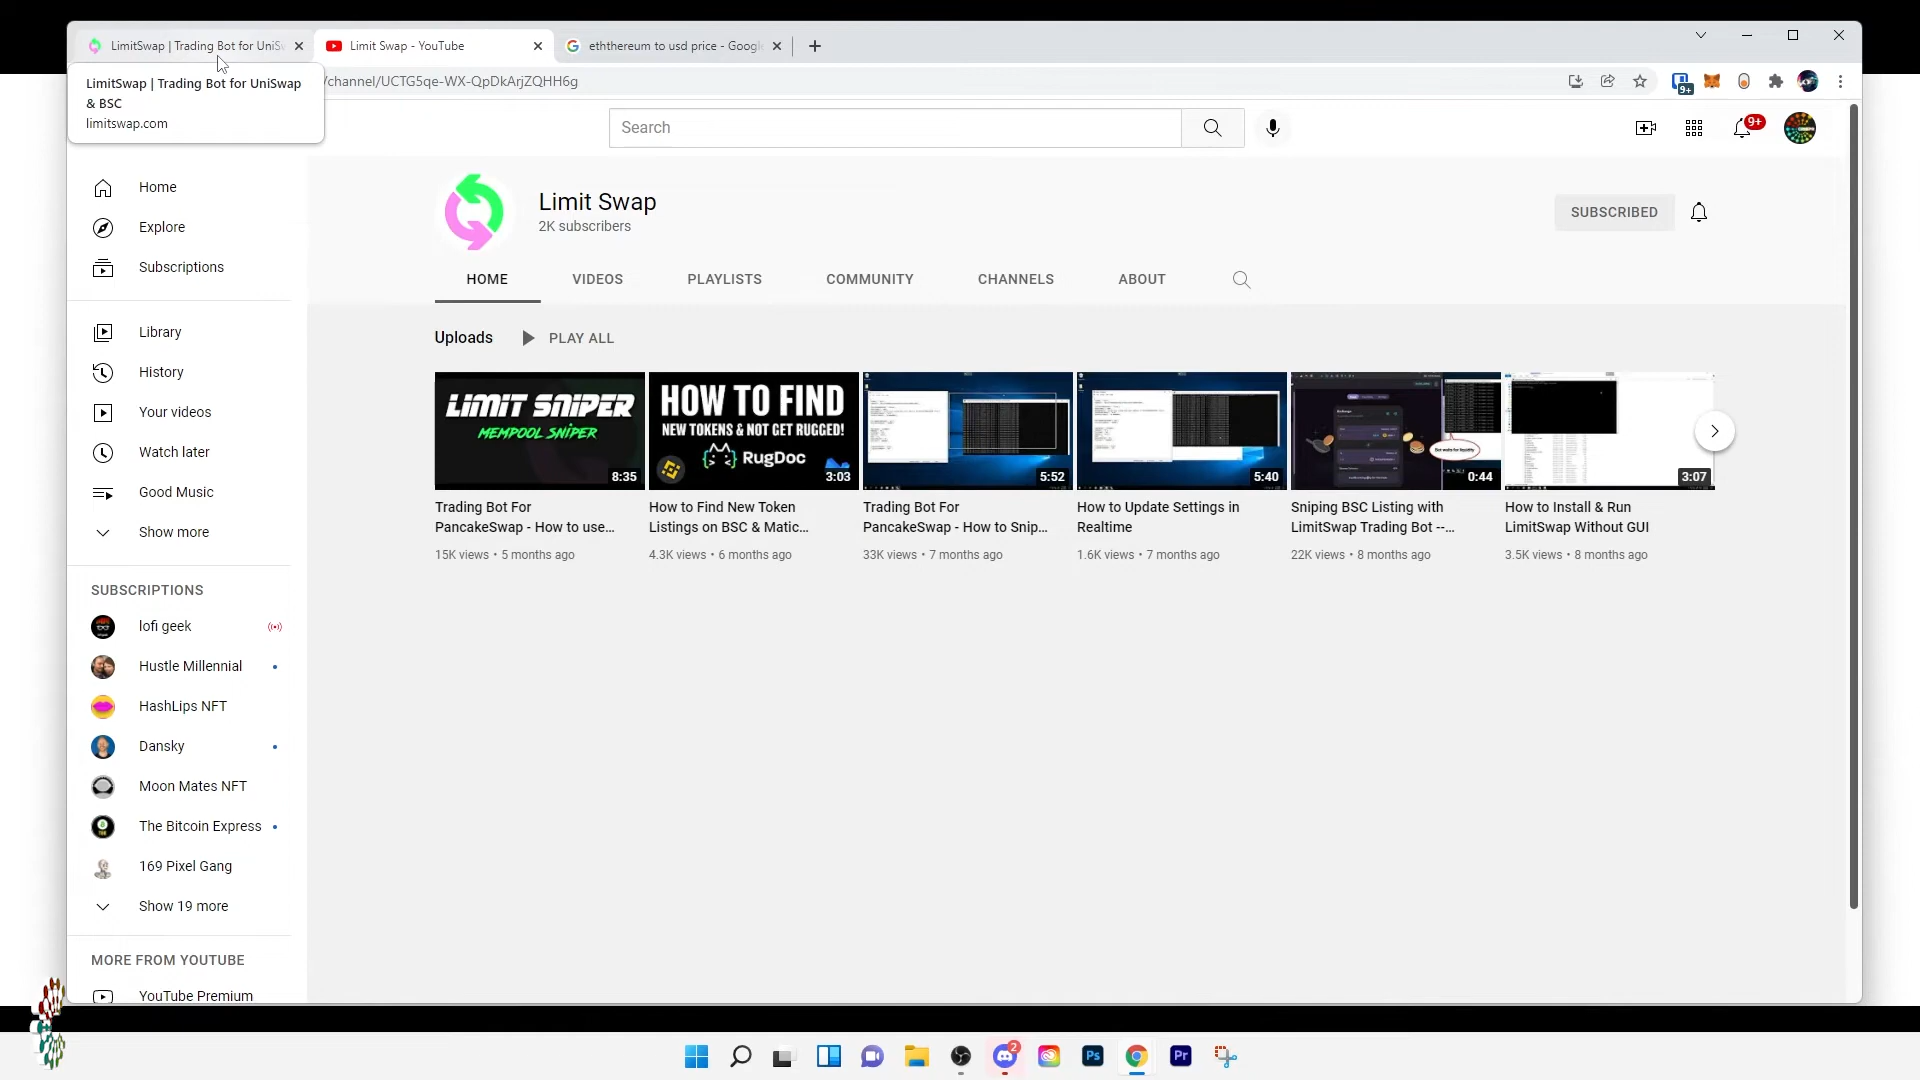 LimitSwap | Trading Bot for UniS
Limit Swap - YouTube
eththereum to usd price - Googl
LimitSwap | Trading Bot for UniSwap
& BSC
limitswap.com
/channel/UCTG5qe-WX-QpDkArjZQHH6g
9+
Search
9+
Home
Explore
Subscriptions
Library
History
Your videos
Watch later
Good Music
Show more
SUBSCRIPTIONS
lofi geek
Hustle Millennial
HashLips NFT
Dansky
Moon Mates NFT
The Bitcoin Express
169 Pixel Gang
Show 19 more
MORE FROM YOUTUBE
YouTube Premium
Limit Swap
2K subscribers
SUBSCRIBED
HOME
VIDEOS
PLAYLISTS
COMMUNITY
CHANNELS
ABOUT
Uploads
PLAY ALL
LIMIT SNIPER
MEMPOOL SNIPER
8:35
Trading Bot For
PancakeSwap - How to use...
15K views • 5 months ago
HOW TO FIND
NEW TOKENS & NOT GET RUGGED!
RugDoc
3:03
How to Find New Token
Listings on BSC & Matic...
4.3K views • 6 months ago
5:52
Trading Bot For
PancakeSwap - How to Snip...
33K views • 7 months ago
5:40
How to Update Settings in
Realtime
1.6K views • 7 months ago
0:44
Sniping BSC Listing with
LimitSwap Trading Bot --...
22K views • 8 months ago
3:07
How to Install & Run
LimitSwap Without GUI
3.5K views • 8 months ago
2
Ps
Pr